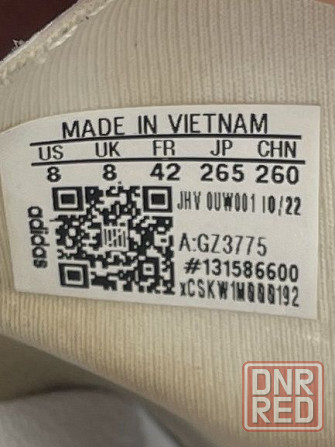 MADE IN VIETNAM
US UK FR JP CHN
8 8 42 265 260
JHV 0UW001 10/22
A:GZ3775
#131586600
xCSKW1M000192
adidas
DNR
RED